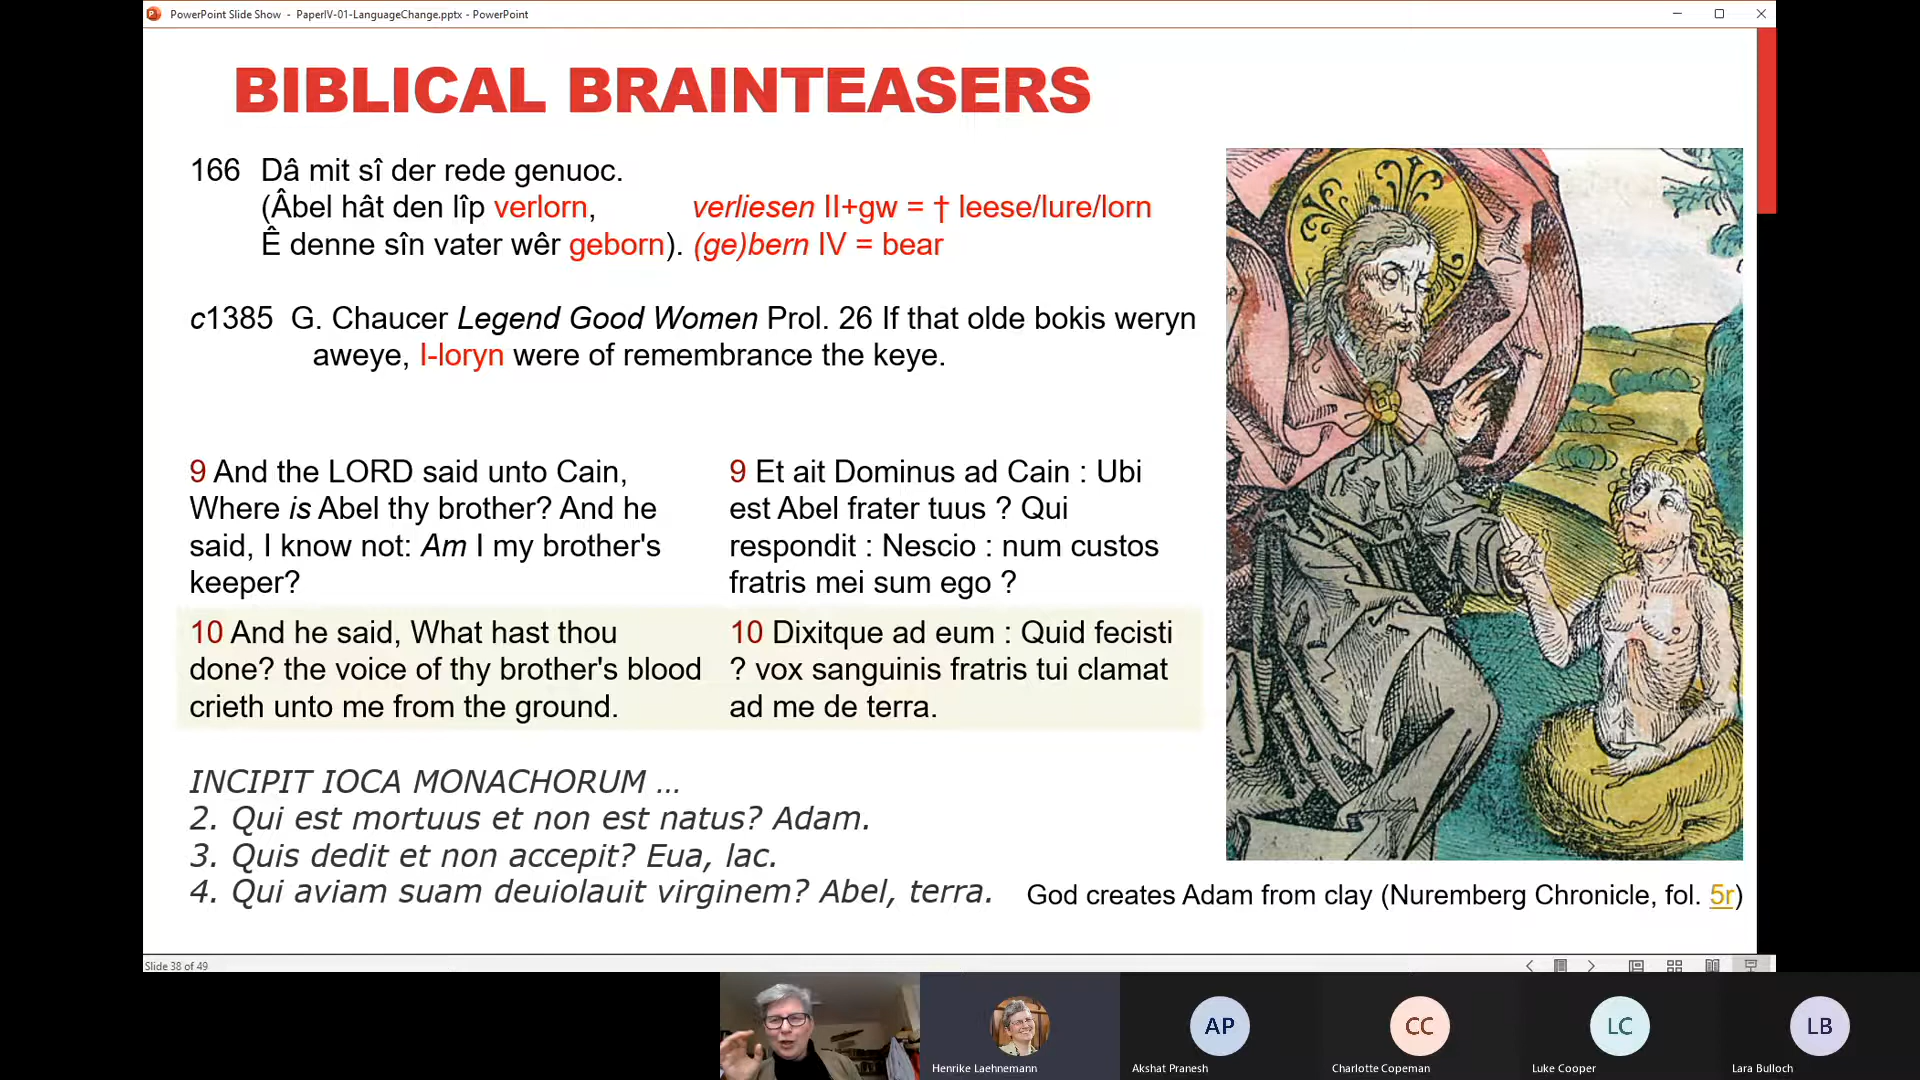 PowerPoint Slide Show - PaperIV-01-LanguageChange.pptx - PowerPoint
BIBLICAL BRAINTEASERS
166 Dâ mit sî der rede genuoc.
(Âbel hât den lîp verlorn, verliesen II+gw = † leese/lure/lorn
Ê denne sîn vater wêr geborn). (ge)bern IV = bear
c1385 G. Chaucer Legend Good Women Prol. 26 If that olde bokis weryn
aweye, I-loryn were of remembrance the keye.
9 And the LORD said unto Cain,
Where is Abel thy brother? And he
said, I know not: Am I my brother's
keeper?
9 Et ait Dominus ad Cain : Ubi
est Abel frater tuus ? Qui
respondit : Nescio : num custos
fratris mei sum ego ?
10 And he said, What hast thou
done? the voice of thy brother's blood
crieth unto me from the ground.
10 Dixitque ad eum : Quid fecisti
? vox sanguinis fratris tui clamat
ad me de terra.
INCIPIT IOCA MONACHORUM ...
2. Qui est mortuus et non est natus? Adam.
3. Quis dedit et non accepit? Eua, lac.
4. Qui aviam suam deuiolauit virginem? Abel, terra.
God creates Adam from clay (Nuremberg Chronicle, fol. 5r)
Slide 38 of 49
AP
CC
LC
LB
Henrike Laehnemann
Akshat Pranesh
Charlotte Copeman
Luke Cooper
Lara Bulloch